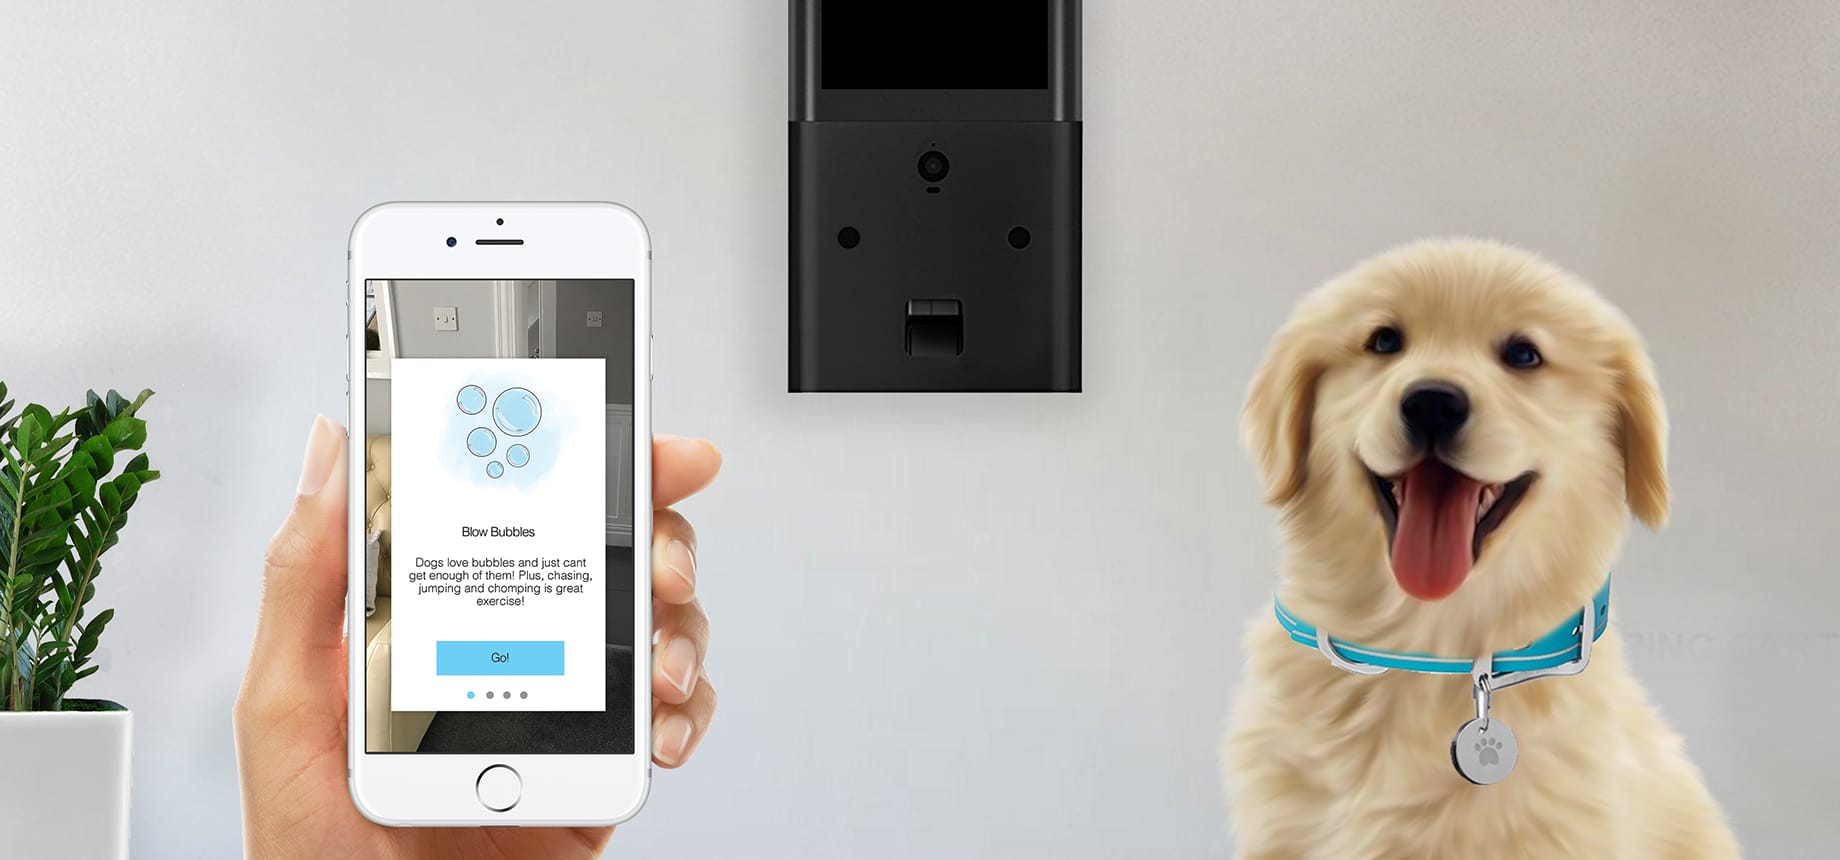 Blow Bubbles
Dogs love bubbles and just cant
get enough of them! Plus, chasing,
jumping and chomping is great
exercise!
Go!